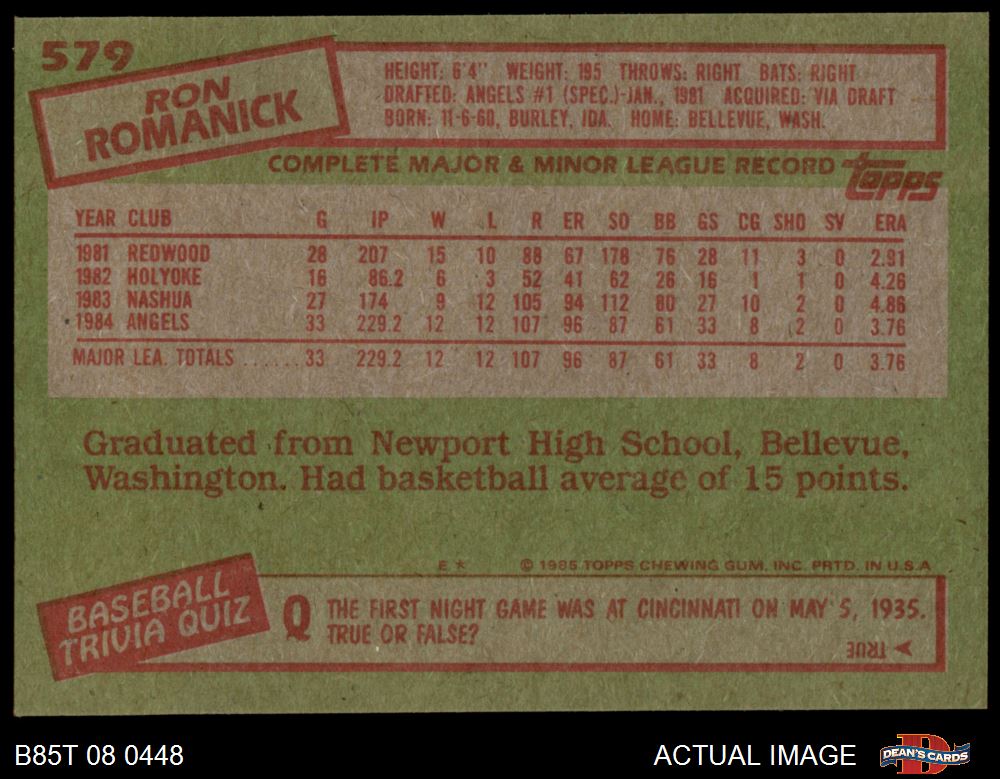 579
RON
ROMANICK
HEIGHT: 6'4" WEIGHT: 195 THROWS: RIGHT BATS: RIGHT
DRAFTED: ANGELS #1 (SPEC.)-JAN., 1981 ACQUIRED: VIA DRAFT
BORN: 11-6-60, BURLEY, IDA. HOME: BELLEVUE, WASH.
COMPLETE MAJOR & MINOR LEAGUE RECORD
topps
YEAR CLUB G IP W L R ER SO BB GS CG SHO SV ERA
1981 REDWOOD 28 207 15 10 88 67 178 76 28 11 3 0 2.91
1982 HOLYOKE 16 86.2 6 3 52 41 62 26 16 1 1 0 4.26
1983 NASHUA 27 174 9 12 105 94 112 80 27 10 2 0 4.86
1984 ANGELS 33 229.2 12 12 107 96 87 61 33 8 2 0 3.76
MAJOR LEA. TOTALS ...... 33 229.2 12 12 107 96 87 61 33 8 2 0 3.76
Graduated from Newport High School, Bellevue,
Washington. Had basketball average of 15 points.
E * © 1985 TOPPS CHEWING GUM, INC. PRTD. IN U.S.A
BASEBALL
TRIVIA QUIZ
Q THE FIRST NIGHT GAME WAS AT CINCINNATI ON MAY 5, 1935.
TRUE OR FALSE?
TRUE
B85T 08 0448
ACTUAL IMAGE
DEAN'S CARDS